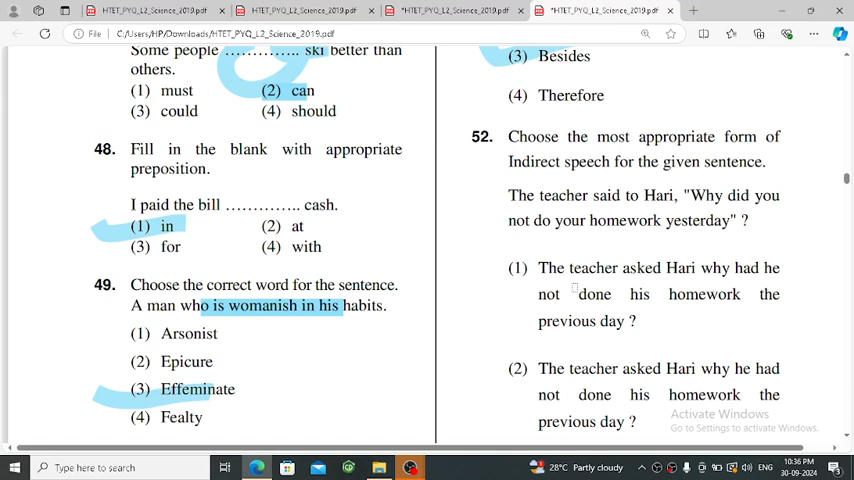 HTET_PYQ_L2_Science_2019.pdf
HTET_PYQ_L2_Science_2019.pdf
*HTET_PYQ_L2_Science_2019.pdf
*HTET_PYQ_L2_Science_2019.pdf
File C:/Users/HP/Downloads/HTET_PYQ_L2_Science_2019.pdf
Some people ………….. ski better than
others.
(1) must (2) can
(3) could (4) should
48. Fill in the blank with appropriate
preposition.
I paid the bill ………….. cash.
(1) in (2) at
(3) for (4) with
49. Choose the correct word for the sentence.
A man who is womanish in his habits.
(1) Arsonist
(2) Epicure
(3) Effeminate
(4) Fealty
(3) Besides
(4) Therefore
52. Choose the most appropriate form of
Indirect speech for the given sentence.
The teacher said to Hari, "Why did you
not do your homework yesterday" ?
(1) The teacher asked Hari why had he
not done his homework the
previous day ?
(2) The teacher asked Hari why he had
not done his homework the
previous day ?
Activate Windows
Go to Settings to activate Windows.
Type here to search
28°C Partly cloudy
ENG
10:36 PM
30-09-2024
3